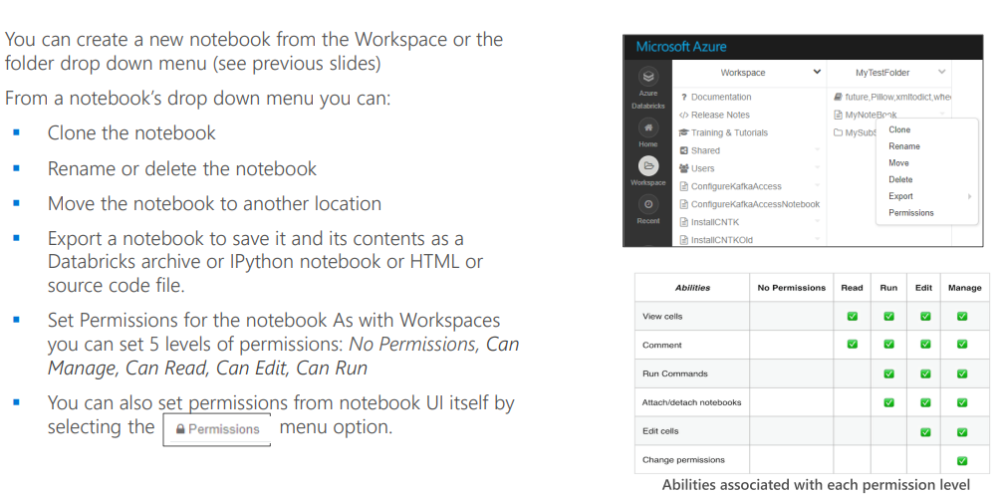 You can create a new notebook from the Workspace or the
folder drop down menu (see previous slides)
From a notebook's drop down menu you can:
▪ Clone the notebook
▪ Rename or delete the notebook
▪ Move the notebook to another location
▪ Export a notebook to save it and its contents as a
Databricks archive or IPython notebook or HTML or
source code file.
▪ Set Permissions for the notebook As with Workspaces
you can set 5 levels of permissions: No Permissions, Can
Manage, Can Read, Can Edit, Can Run
▪ You can also set permissions from notebook UI itself by
selecting the Permissions menu option.
Microsoft Azure
Azure
Databricks
Home
Workspace
Recent
Workspace
? Documentation
</> Release Notes
Training & Tutorials
Shared
Users
ConfigureKafkaAccess
ConfigureKafkaAccessNotebook
InstallCNTK
InstallCNTKOld
MyTestFolder
future,Pillow,xmltodict,whe
MyNoteBook
MySubS
Clone
Rename
Move
Delete
Export
Permissions
Abilities No Permissions Read Run Edit Manage
View cells ✅ ✅ ✅ ✅
Comment ✅ ✅ ✅ ✅
Run Commands ✅ ✅ ✅
Attach/detach notebooks ✅ ✅ ✅
Edit cells ✅ ✅
Change permissions ✅
Abilities associated with each permission level